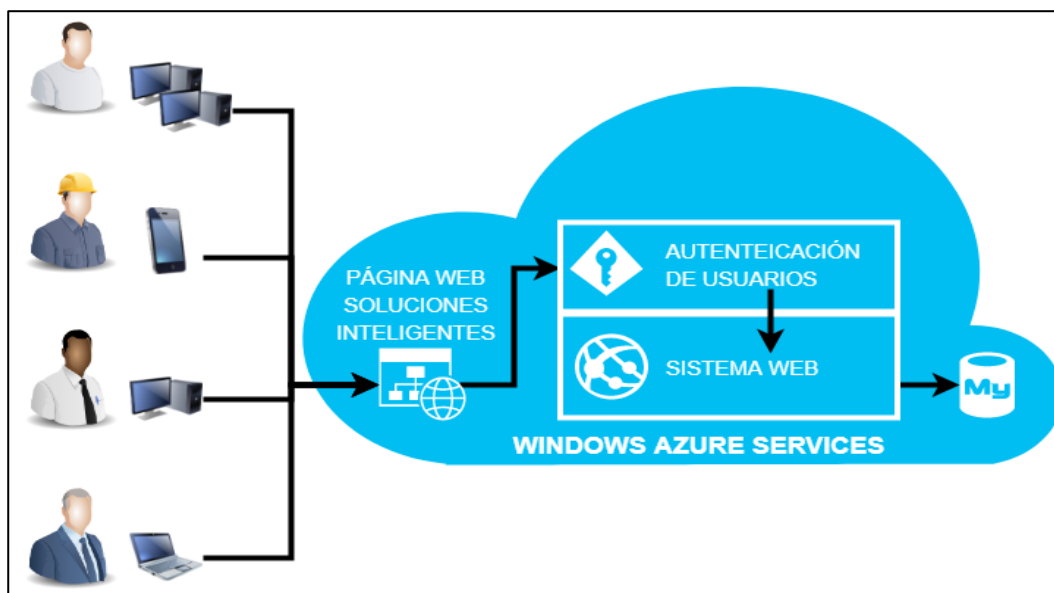 PÁGINA WEB
SOLUCIONES
INTELIGENTES
AUTENTEICACIÓN
DE USUARIOS
SISTEMA WEB
My
WINDOWS AZURE SERVICES